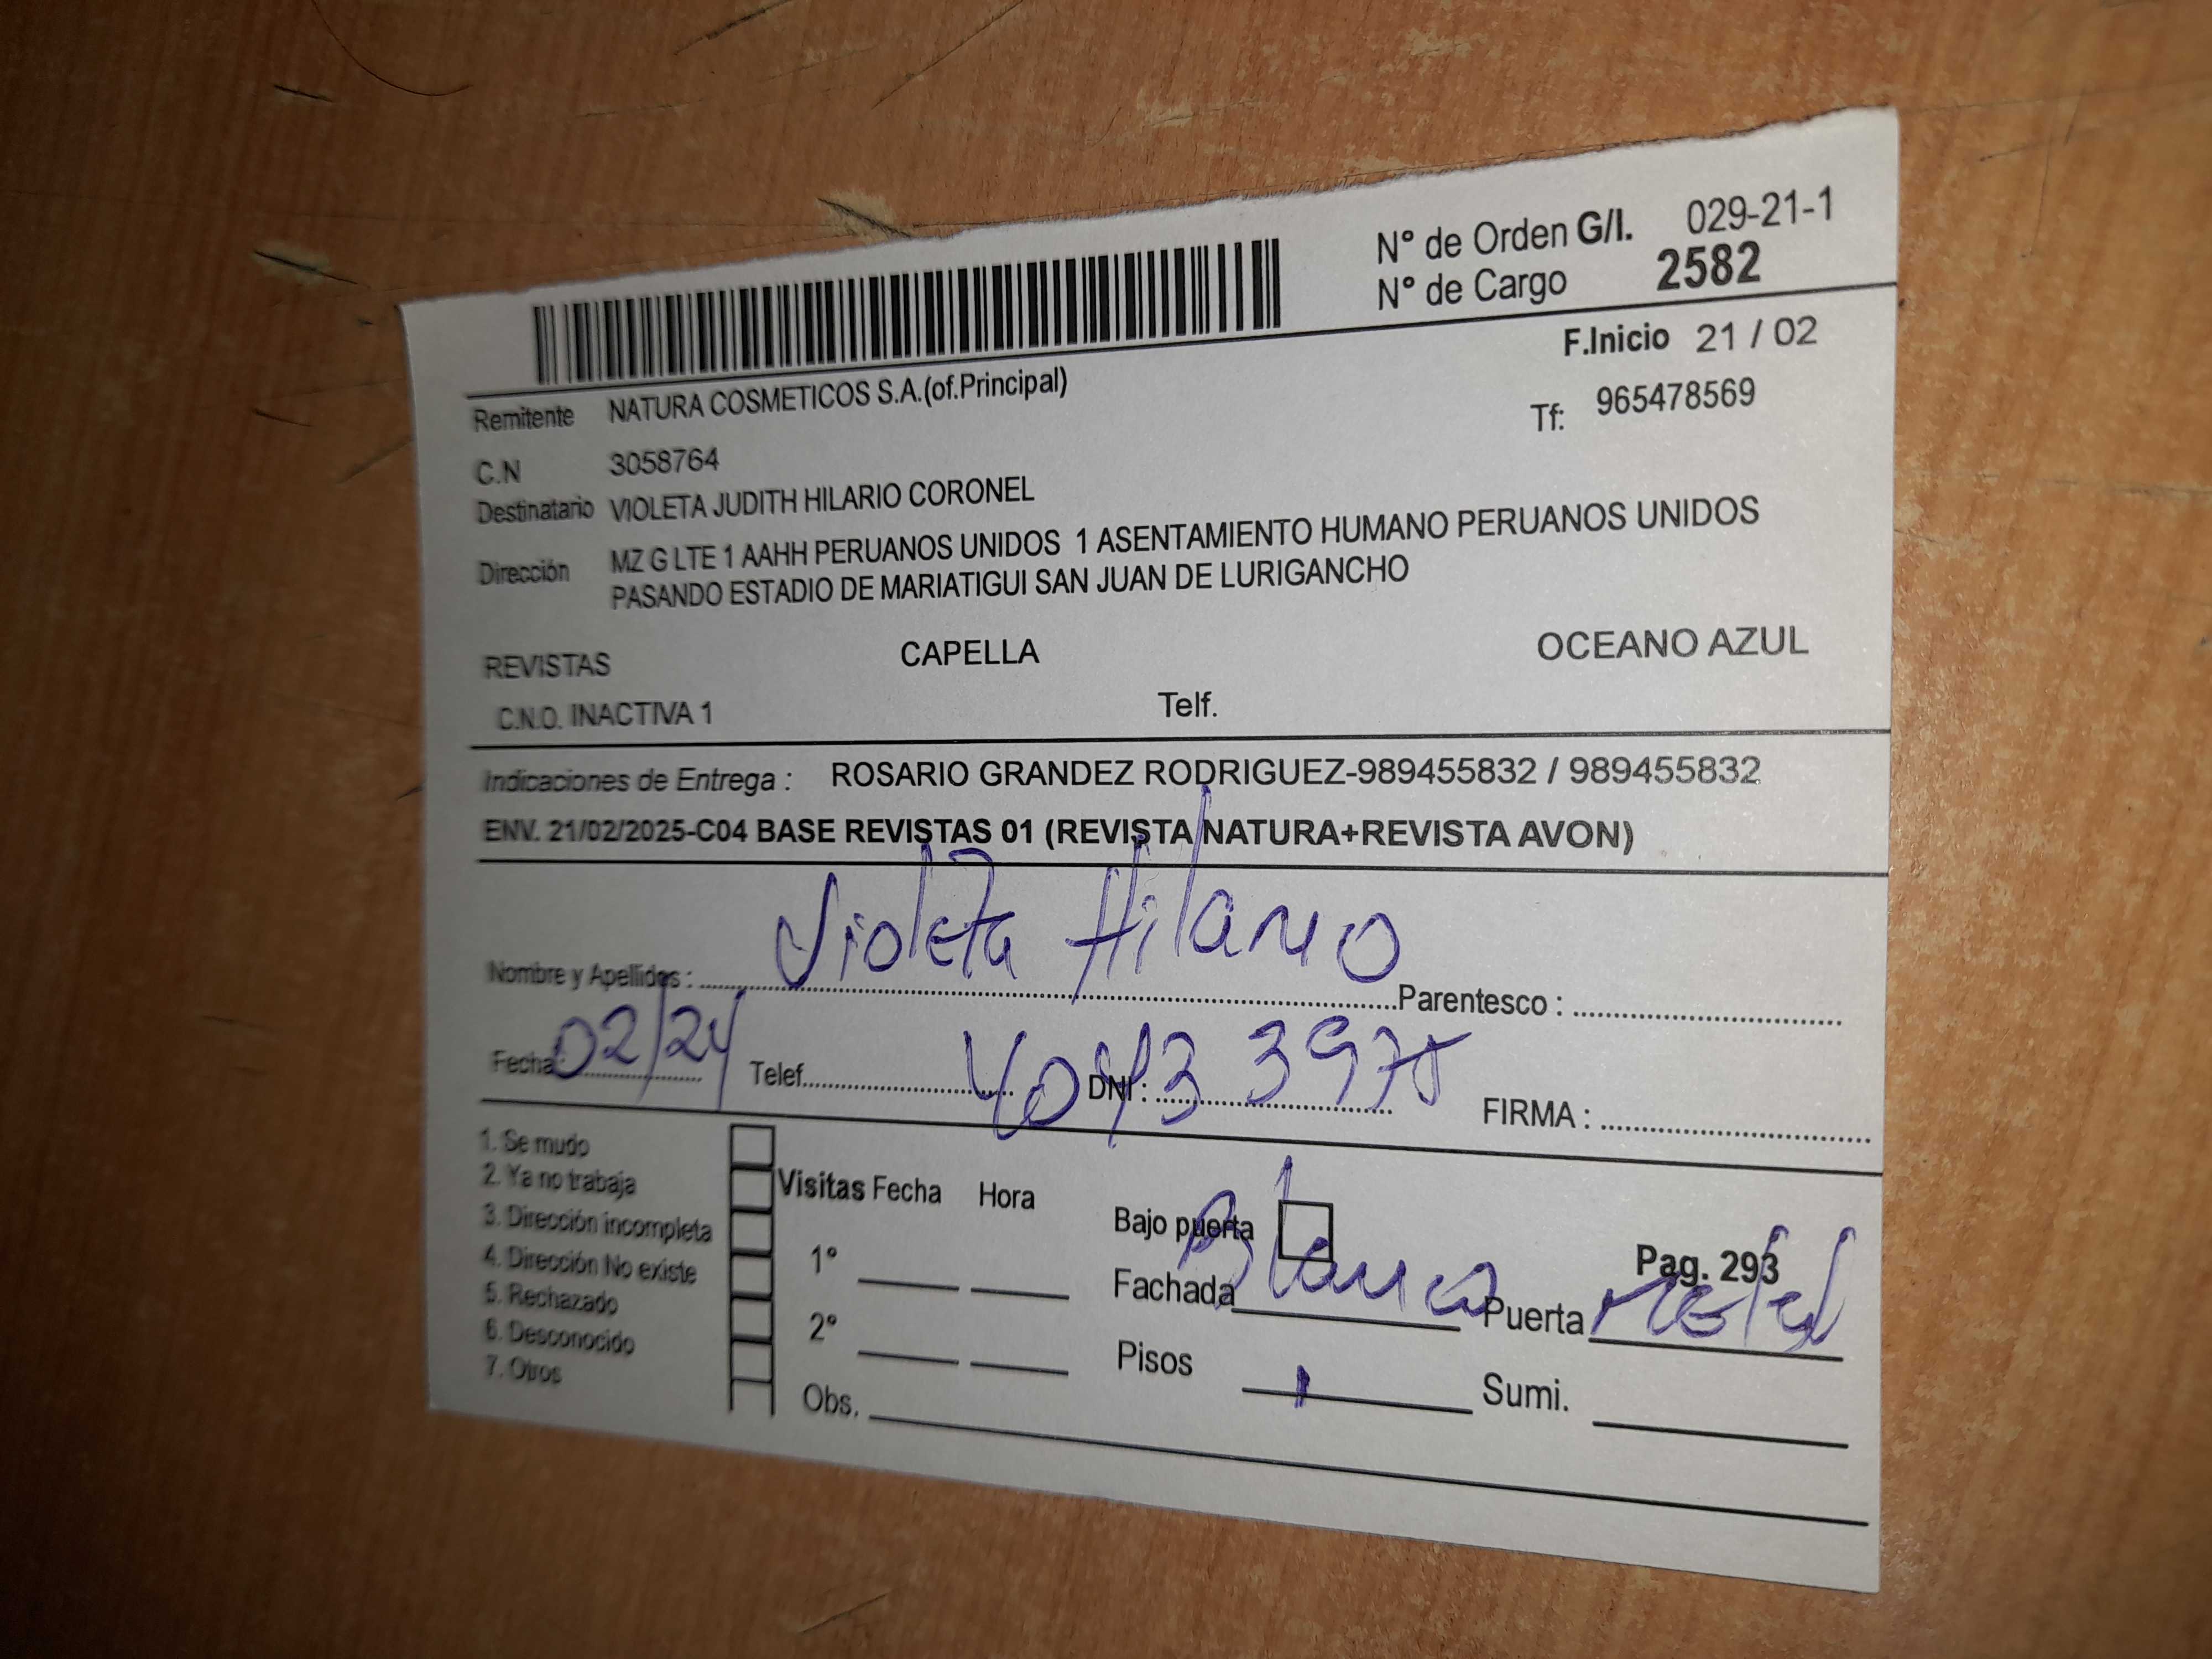 N° de Orden G/I. 029-21-1
N° de Cargo 2582
F.Inicio 21 / 02
Remitente NATURA COSMETICOS S.A.(of.Principal)
Tf: 965478569
C.N 3058764
Destinatario VIOLETA JUDITH HILARIO CORONEL
Dirección MZ G LTE 1 AAHH PERUANOS UNIDOS 1 ASENTAMIENTO HUMANO PERUANOS UNIDOS
PASANDO ESTADIO DE MARIATIGUI SAN JUAN DE LURIGANCHO
REVISTAS CAPELLA OCEANO AZUL
C.N.O. INACTIVA 1 Telf.
Indicaciones de Entrega : ROSARIO GRANDEZ RODRIGUEZ-989455832 / 989455832
ENV. 21/02/2025-C04 BASE REVISTAS 01 (REVISTA NATURA+REVISTA AVON)
Nombre y Apellidos : Violeta Hilario Parentesco :
Fecha: 02/24 Telef. DNI : FIRMA :
1. Se mudo
2. Ya no trabaja
3. Dirección incompleta
4. Dirección No existe
5. Rechazado
6. Desconocido
7. Otros
Visitas Fecha Hora
1°
2°
Obs.
Bajo puerta
Pag. 293
Fachada Blanca Puerta metal
Pisos 1 Sumi.